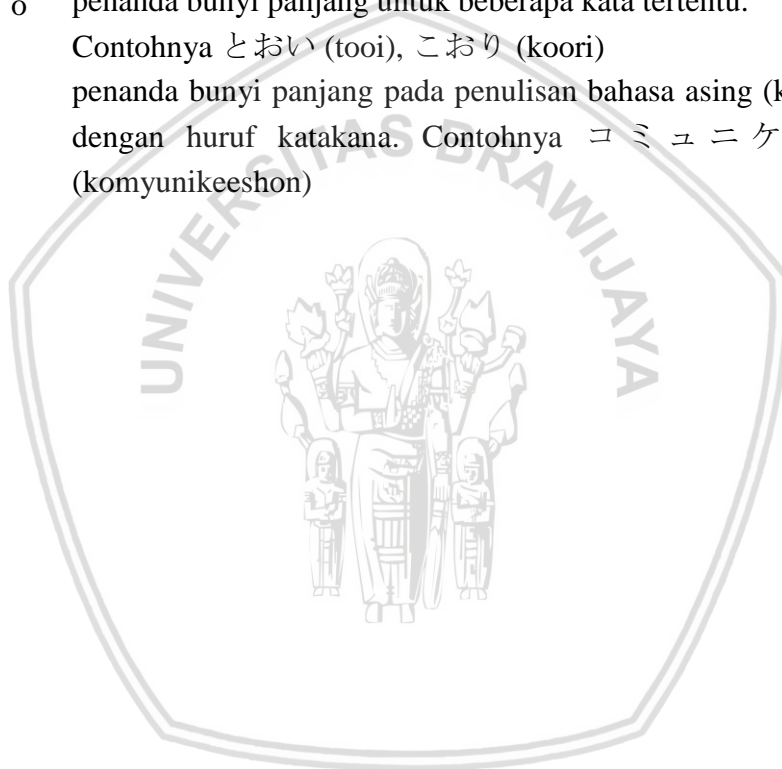 o penanda bunyi panjang untuk beberapa kata tertentu.
Contohnya とおい (tooi), こおり (koori)
penanda bunyi panjang pada penulisan bahasa asing
dengan huruf katakana. Contohnya コミュニケ
(komyunikeeshon)
UNIVERSITAS BRAWIJAYA